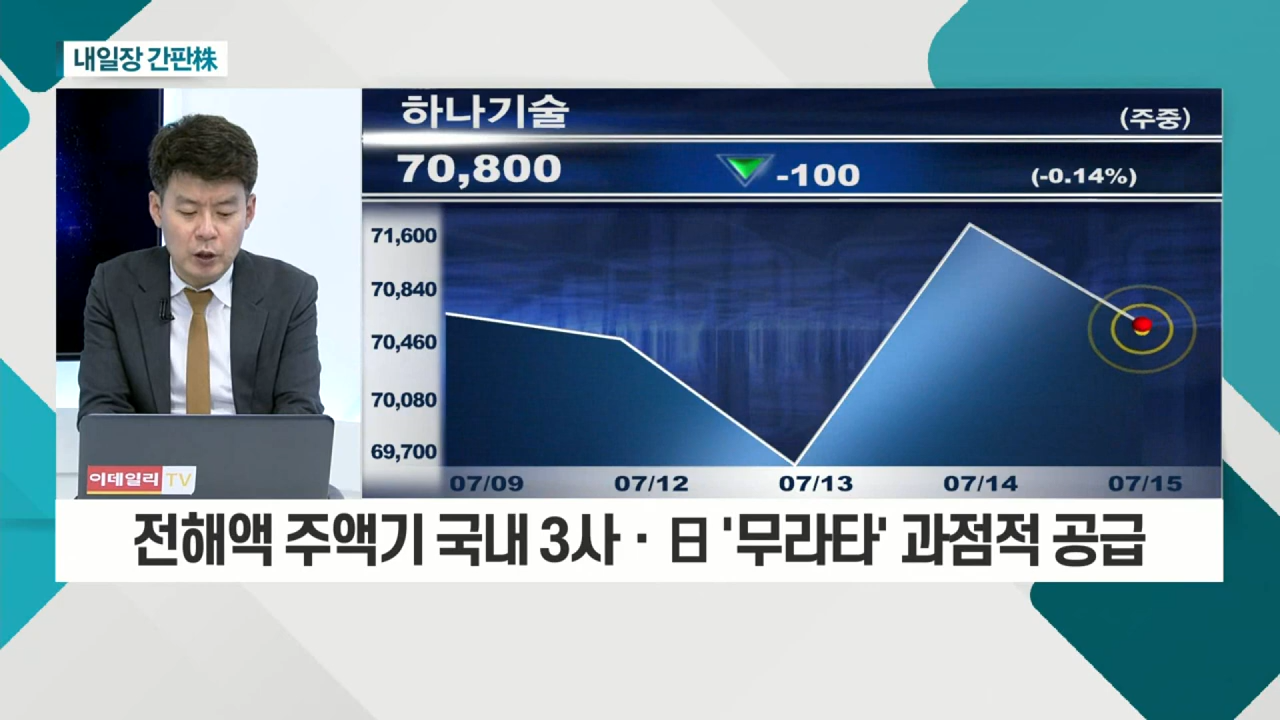 내일장 간판株
하나기술
(주중)
70,800
-100
(-0.14%)
71,600
70,840
70,460
70,080
69,700
07/09
07/12
07/13
07/14
07/15
이데일리 TV
전해액 주액기 국내 3사· 日 '무라타' 과점적 공급